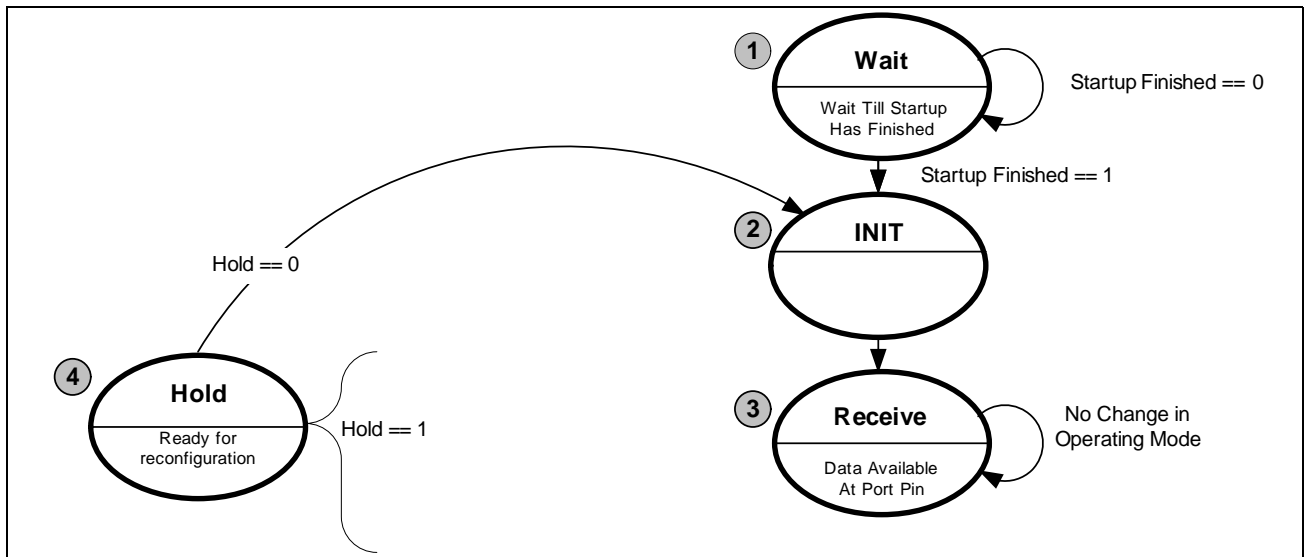 1
Wait
Wait Till Startup
Has Finished
Startup Finished == 0
Startup Finished == 1
2
INIT
Hold == 0
4
Hold
Ready for
reconfiguration
Hold == 1
3
Receive
Data Available
At Port Pin
No Change in
Operating Mode